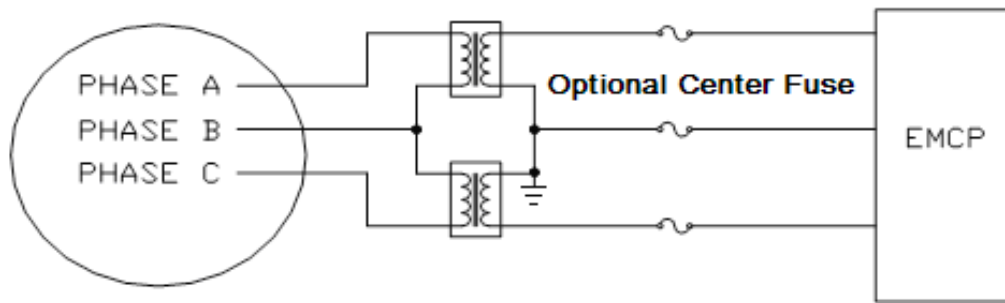 PHASE A
PHASE B
PHASE C
Optional Center Fuse
EMCP